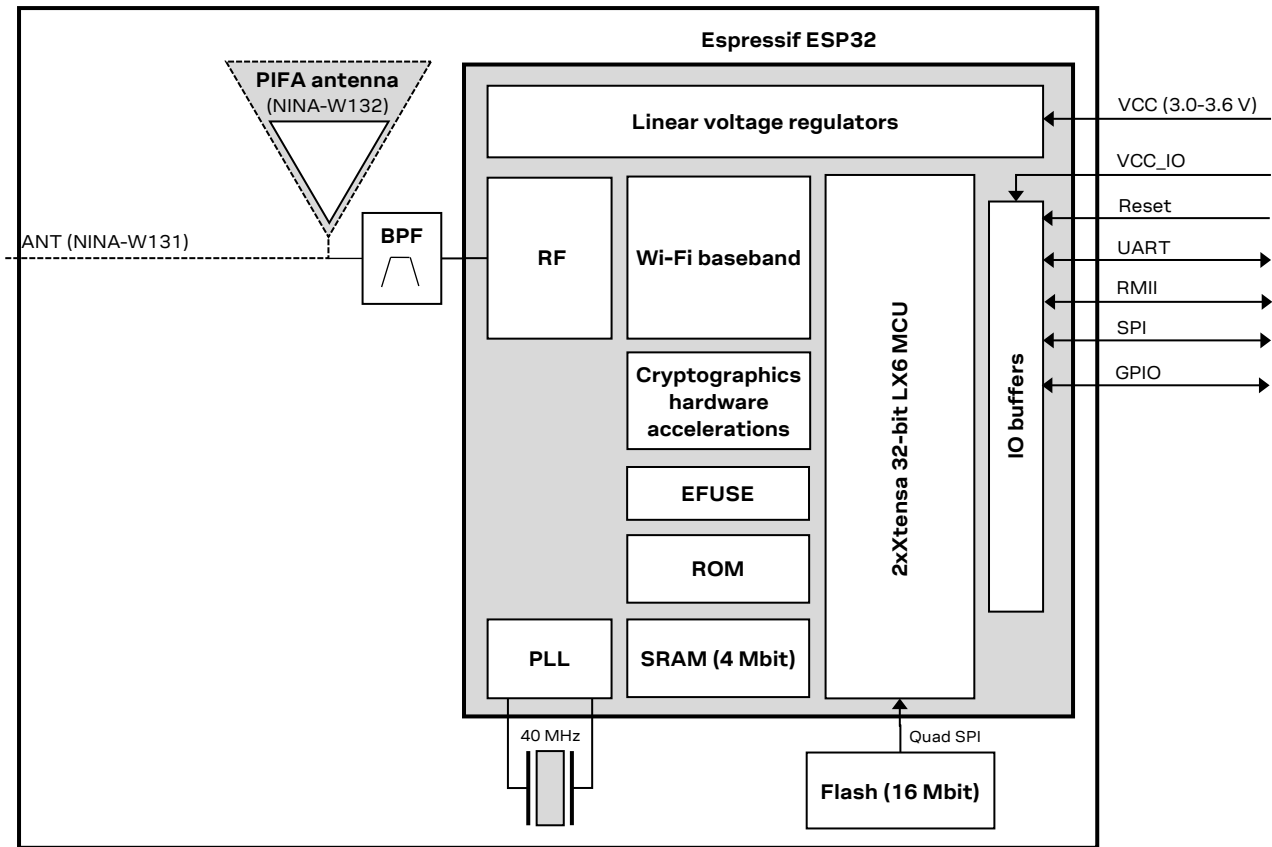 Espressif ESP32
PIFA antenna
(NINA-W132)
Linear voltage regulators
VCC (3.0-3.6 V)
VCC_IO
Reset
ANT (NINA-W131)
BPF
RF
Wi-Fi baseband
UART
RMII
SPI
GPIO
Cryptographics
hardware
accelerations
2xXtensa 32-bit LX6 MCU
IO buffers
EFUSE
ROM
PLL
SRAM (4 Mbit)
40 MHz
Quad SPI
Flash (16 Mbit)